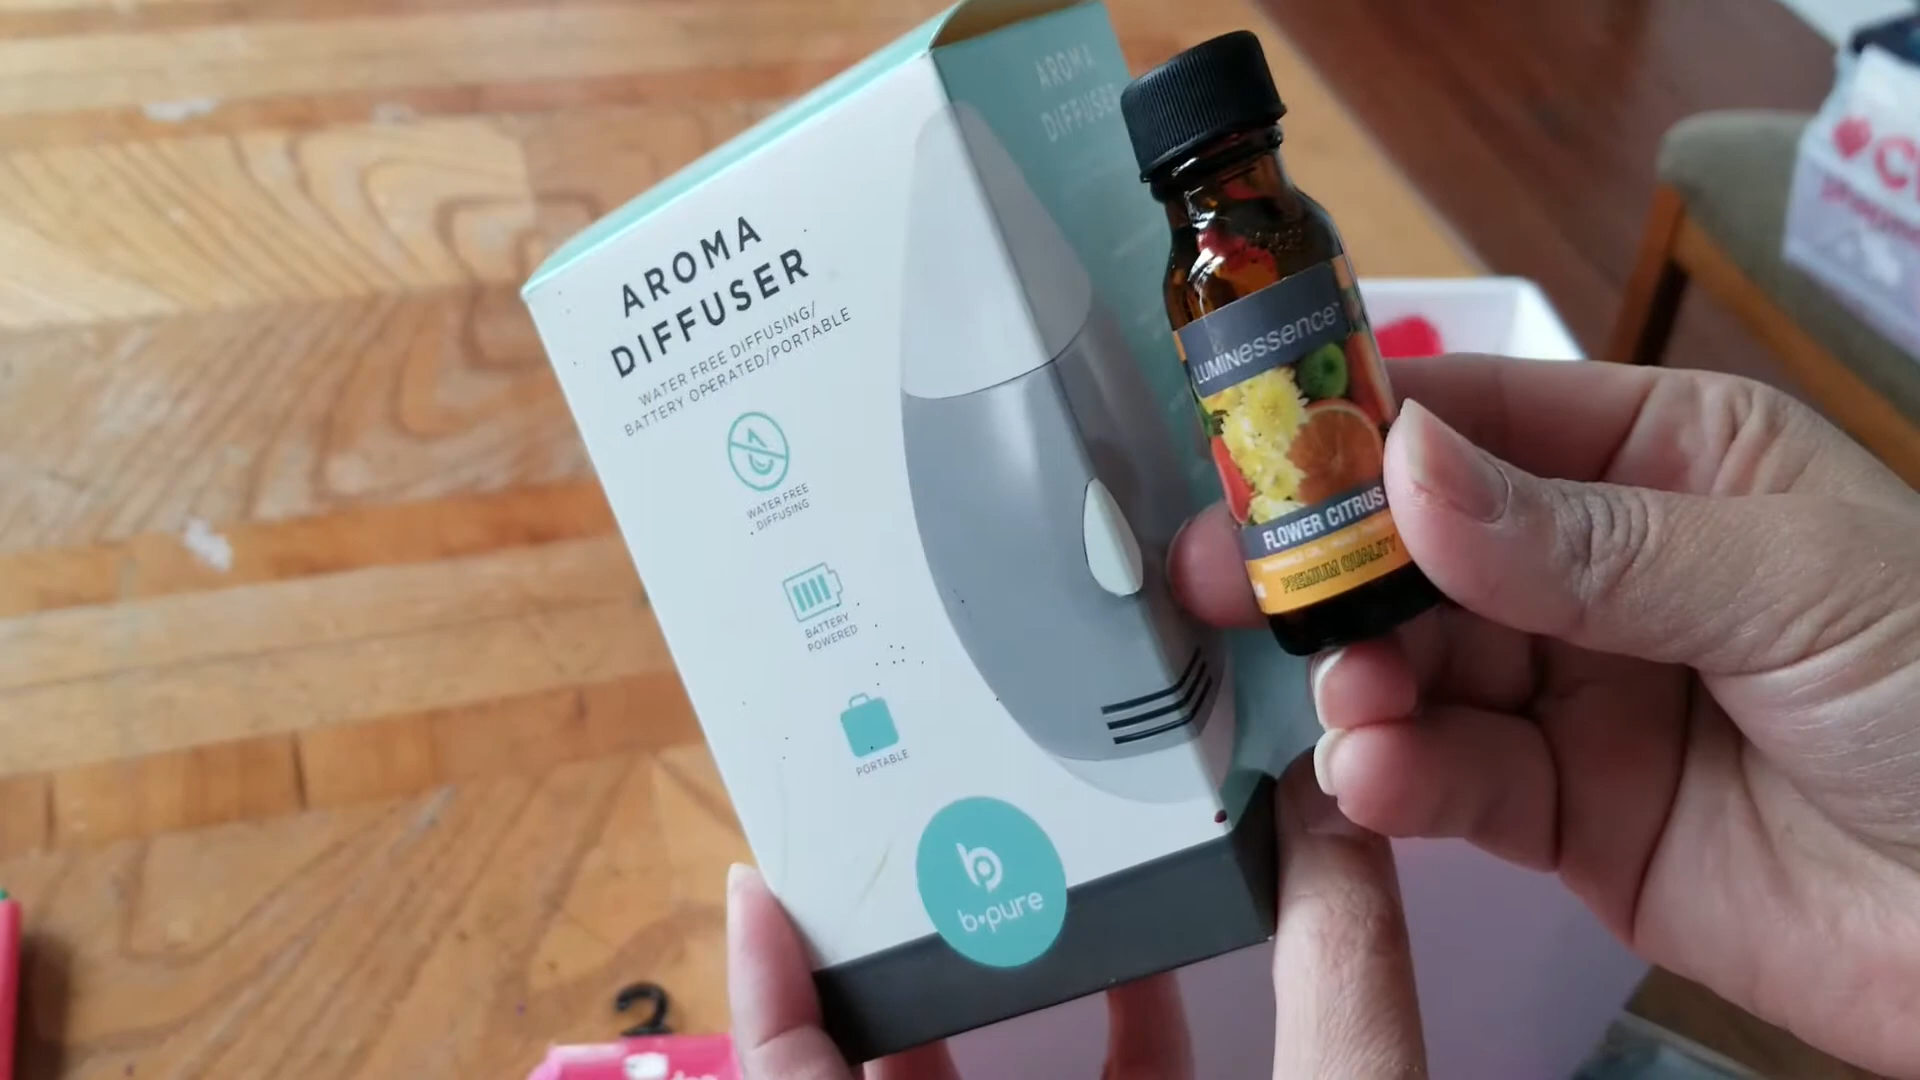 AROMA
DIFFUSER
WATER FREE DIFFUSING/
BATTERY OPERATED/PORTABLE
WATER FREE
DIFFUSING
BATTERY
POWERED
PORTABLE
b
b•pure
AROMA
DIFFUSER
LUMINessence™
FLOWER CITRUS
PREMIUM QUALITY